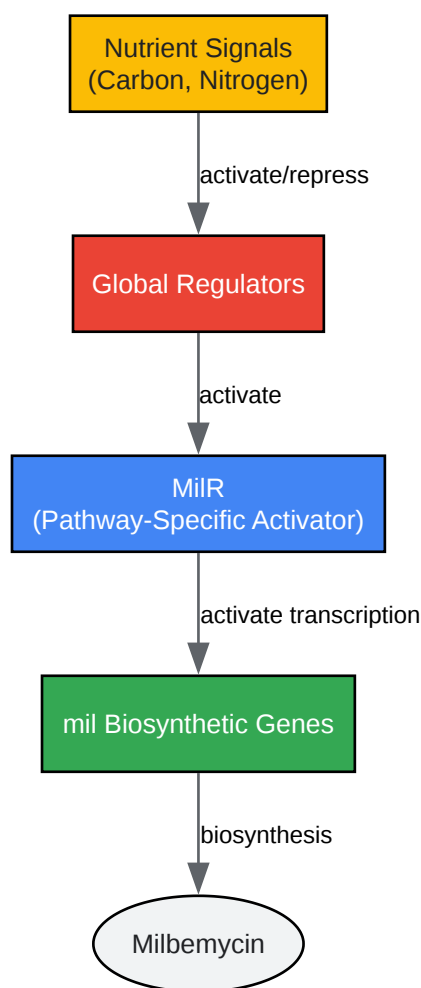 Nutrient Signals
(Carbon, Nitrogen)
activate/repress
Global Regulators
activate
MilR
(Pathway-Specific Activator)
activate transcription
mil Biosynthetic Genes
biosynthesis
Milbemycin